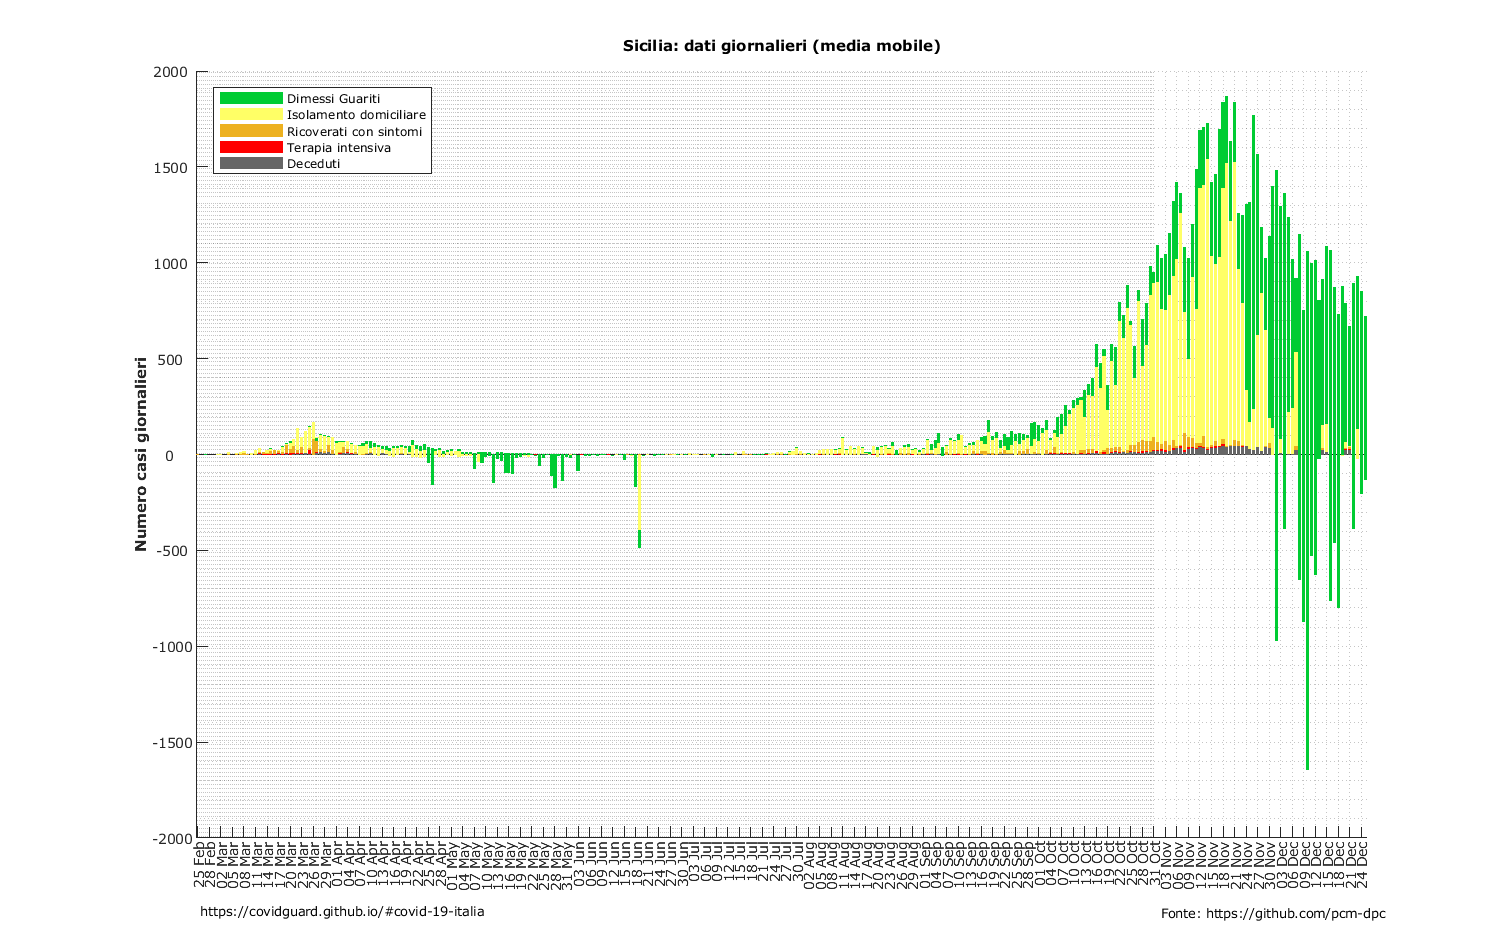 Sicilia: dati giornalieri (media mobile)
2000
1500
1000
500
0
-500
-1000
-1500
-2000
Numero casi giornalieri
Dimessi Guariti
Isolamento domiciliare
Ricoverati con sintomi
Terapia intensiva
Deceduti
25 Feb
28 Feb
02 Mar
05 Mar
08 Mar
11 Mar
14 Mar
17 Mar
20 Mar
23 Mar
26 Mar
29 Mar
01 Apr
04 Apr
07 Apr
10 Apr
13 Apr
16 Apr
19 Apr
22 Apr
25 Apr
28 Apr
01 May
04 May
07 May
10 May
13 May
16 May
19 May
22 May
25 May
28 May
31 May
03 Jun
06 Jun
09 Jun
12 Jun
15 Jun
18 Jun
21 Jun
24 Jun
27 Jun
30 Jun
03 Jul
06 Jul
09 Jul
12 Jul
15 Jul
18 Jul
21 Jul
24 Jul
27 Jul
30 Jul
02 Aug
05 Aug
08 Aug
11 Aug
14 Aug
17 Aug
20 Aug
23 Aug
26 Aug
29 Aug
01 Sep
04 Sep
07 Sep
10 Sep
13 Sep
16 Sep
19 Sep
22 Sep
25 Sep
28 Sep
01 Oct
04 Oct
07 Oct
10 Oct
13 Oct
16 Oct
19 Oct
22 Oct
25 Oct
28 Oct
31 Oct
03 Nov
06 Nov
09 Nov
12 Nov
15 Nov
18 Nov
21 Nov
24 Nov
27 Nov
30 Nov
03 Dec
06 Dec
09 Dec
12 Dec
15 Dec
18 Dec
21 Dec
24 Dec
https://covidguard.github.io/#covid-19-italia
Fonte: https://github.com/pcm-dpc